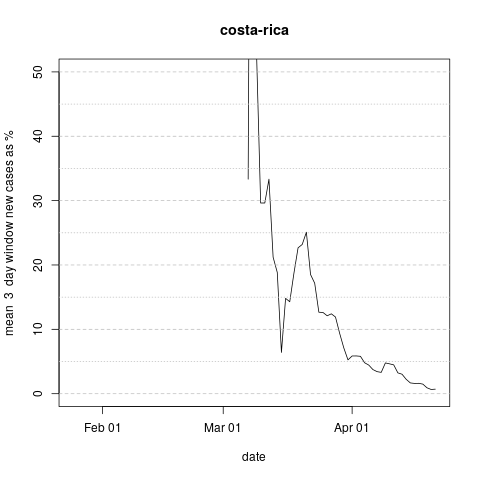 costa-rica
mean 3 day window new cases as %
50
40
30
20
10
0
Feb 01
Mar 01
Apr 01
date